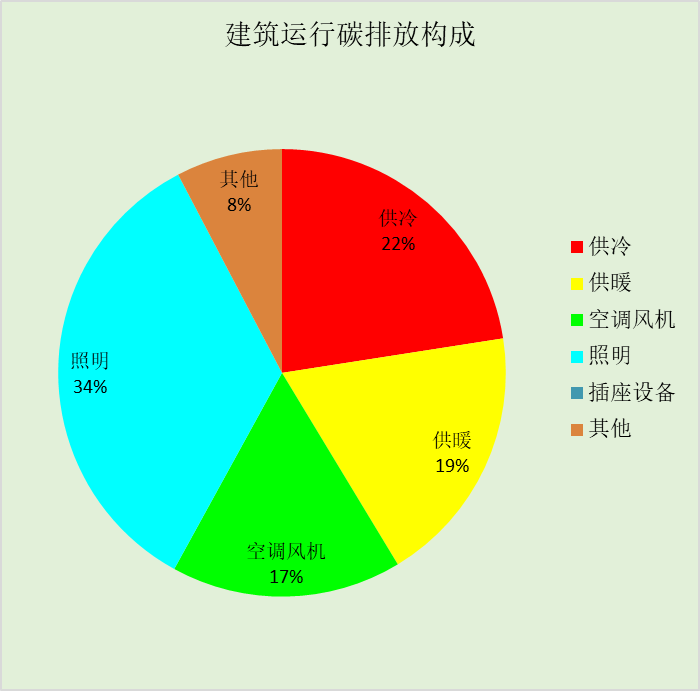 建筑运行碳排放构成
其他
8%
供冷
22%
供冷
供暖
空调风机
照明
插座设备
其他
照明
34%
供暖
19%
空调风机
17%